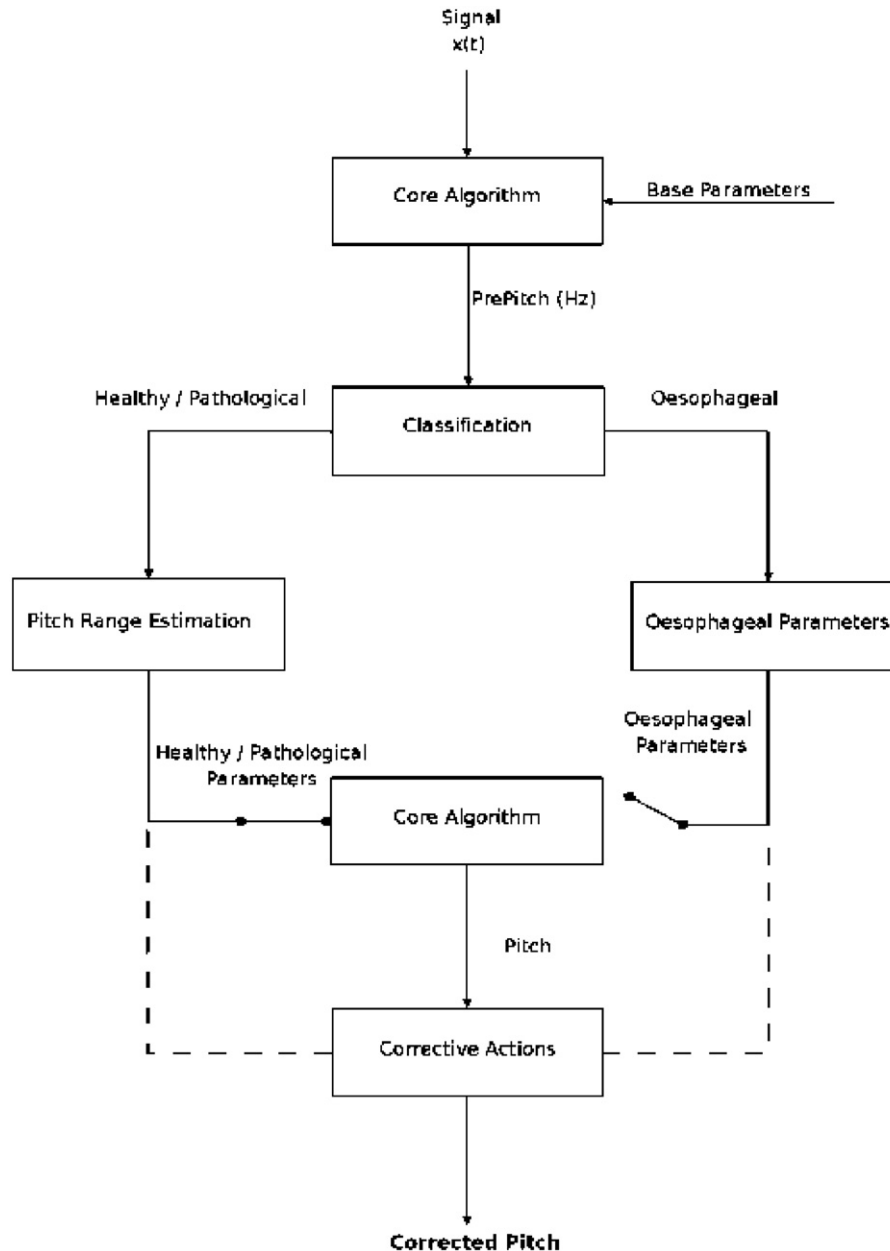 Signal
x(t)
Core Algorithm
Base Parameters
PrePitch (Hz)
Healthy / Pathological
Oesophageal
Classification
Pitch Range Estimation
Oesophageal Parameters
Oesophageal
Parameters
Healthy / Pathological
Parameters
Core Algorithm
Pitch
Corrective Actions
Corrected Pitch